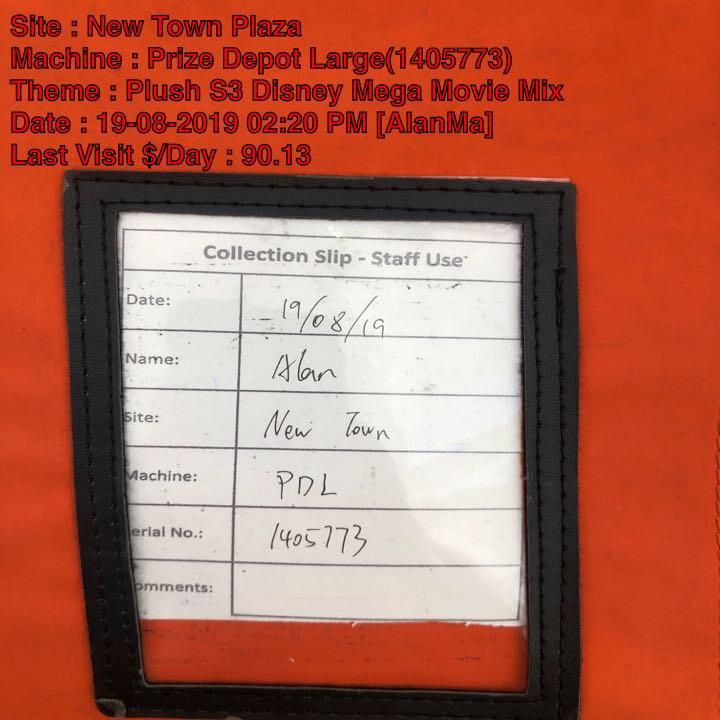 Site : New Town Plaza
Machine : Prize Depot Large(1405773)
Theme : Plush S3 Disney Mega Movie Mix
Date : 19-08-2019 02:20 PM [AlanMa]
Last Visit $/Day : 90.13
Collection Slip - Staff Use
Date: 19/08/19
Name: Alan
Site: New Town
Machine: PDL
erial No.: 1405773
omments: